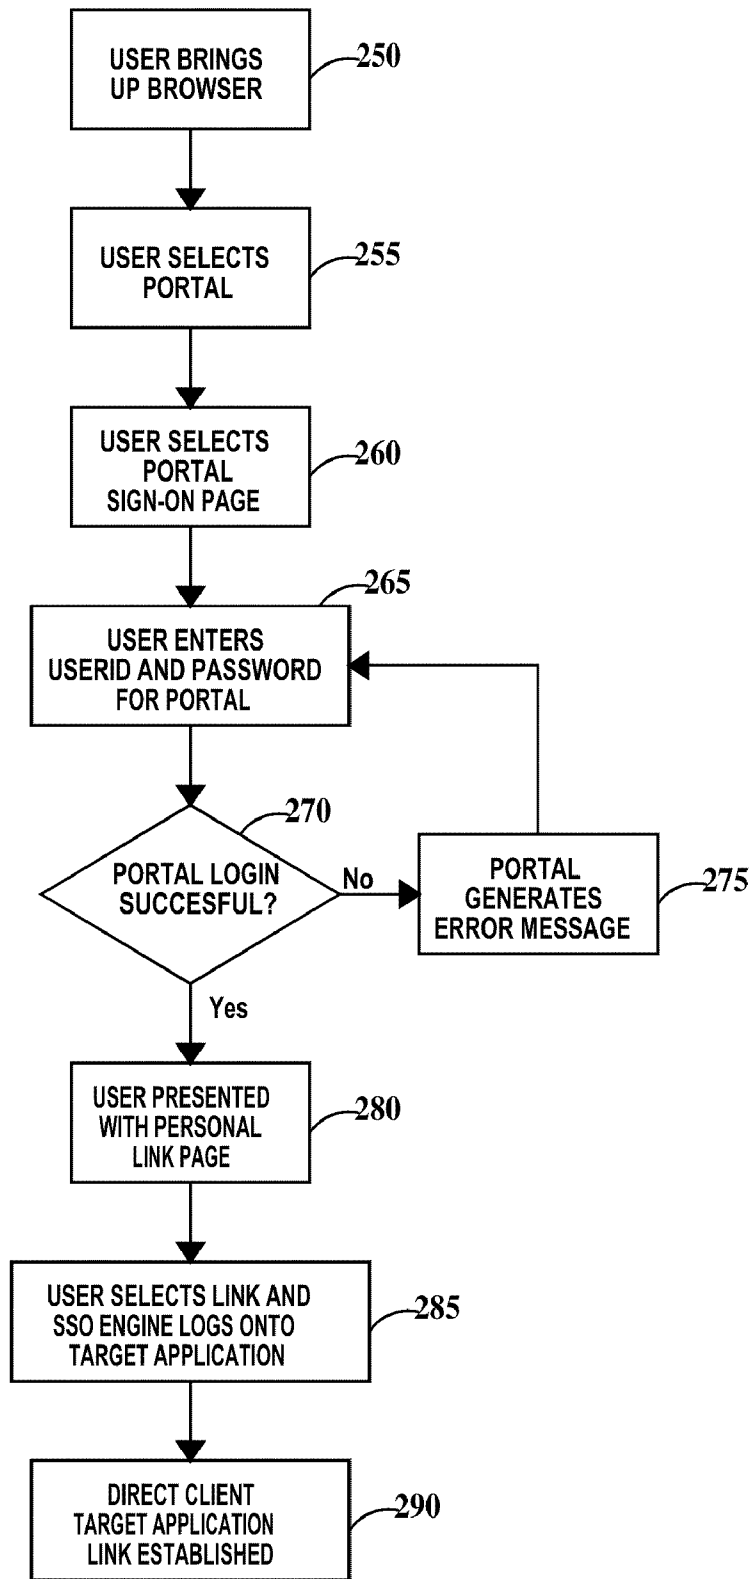 USER BRINGS
UP BROWSER
250
USER SELECTS
PORTAL
255
USER SELECTS
PORTAL
SIGN-ON PAGE
260
265
USER ENTERS
USERID AND PASSWORD
FOR PORTAL
270
PORTAL LOGIN
SUCCESFUL?
No
PORTAL
GENERATES
ERROR MESSAGE
275
Yes
USER PRESENTED
WITH PERSONAL
LINK PAGE
280
USER SELECTS LINK AND
SSO ENGINE LOGS ONTO
TARGET APPLICATION
285
DIRECT CLIENT
TARGET APPLICATION
LINK ESTABLISHED
290